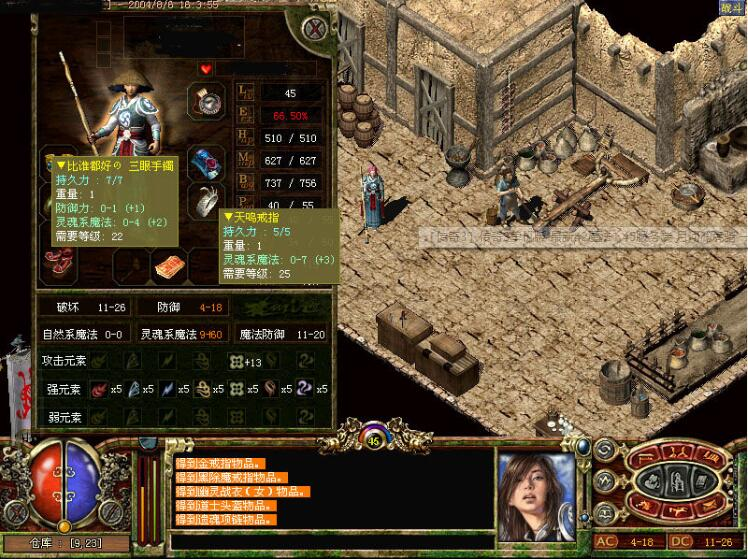 2004/8/8 16:3:55
战斗
L 45
E 66.50%
H 510 / 510
M 627 / 627
B 737 / 756
P 40 / 55
▼比谁都好の 三眼手镯
持久力 : 7/7
重量: 1
防御力: 0-1 (+1)
灵魂系魔法: 0-4 (+2)
需要等级: 22
▼天鸣戒指
持久力 : 5/5
重量: 1
灵魂系魔法: 0-7 (+3)
需要等级: 25
破坏 11-26 防御 4-18
自然系魔法 0-0 灵魂系魔法 9-60 魔法防御 11-20
攻击元素 +13
强元素 x5 x5 x5 x5 x5 x5 x5
弱元素
45
得到金戒指物品。
得到黑除魔戒指物品。
得到幽灵战衣（女）物品。
得到道士头盔物品。
得到遗魂项链物品。
仓库 : [9,23]
AC 4-18 DC 11-26